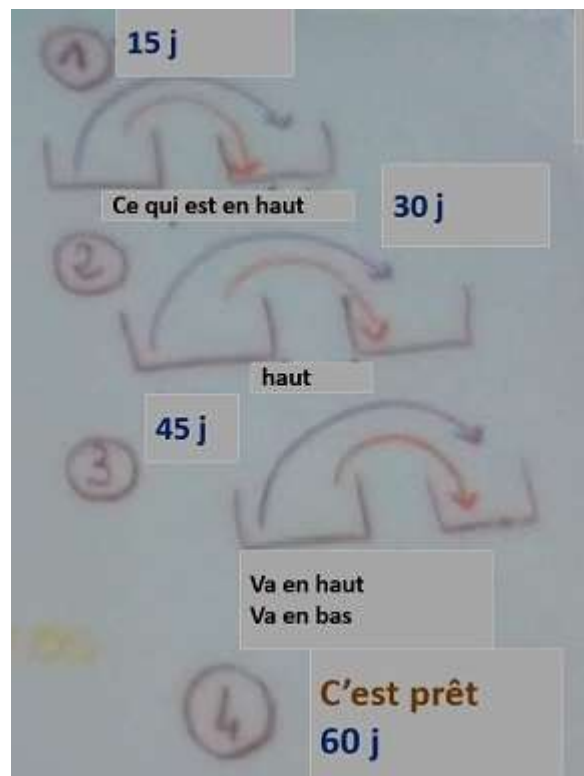 1
15 j
Ce qui est en haut
30 j
2
haut
45 j
3
Va en haut
Va en bas
4
C'est prêt
60 j